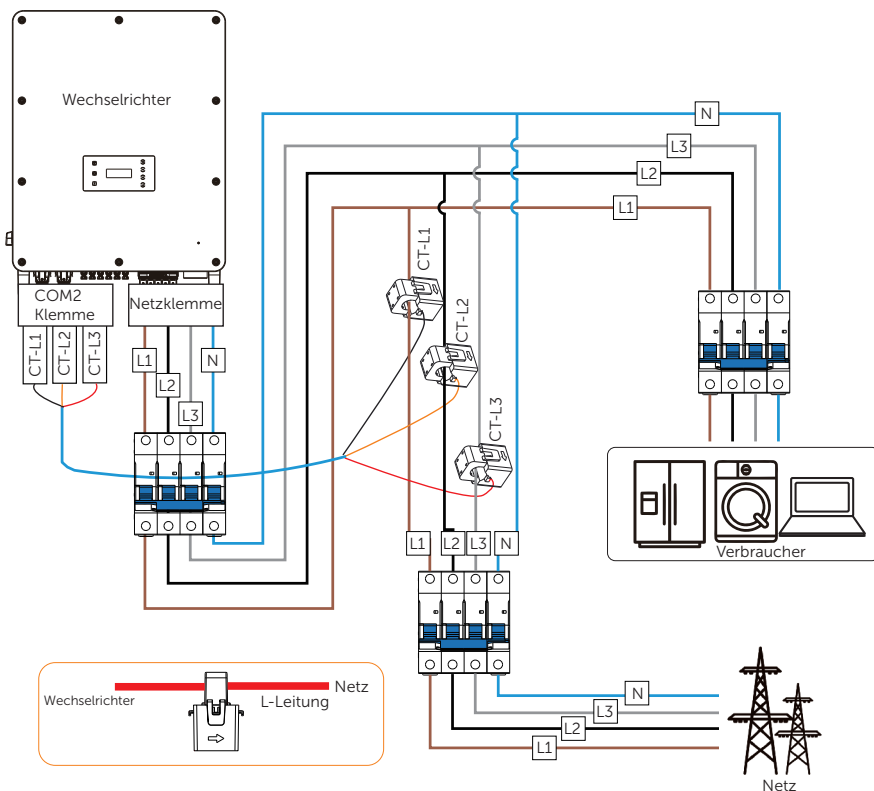 Wechselrichter
COM2
Klemme
Netzklemme
CT-L1
CT-L2
CT-L3
L1
L2
L3
N
N
L3
L2
L1
CT-L1
CT-L2
CT-L3
L1
L2
L3
N
Verbraucher
Wechselrichter
Netz
L-Leitung
N
L3
L2
L1
Netz